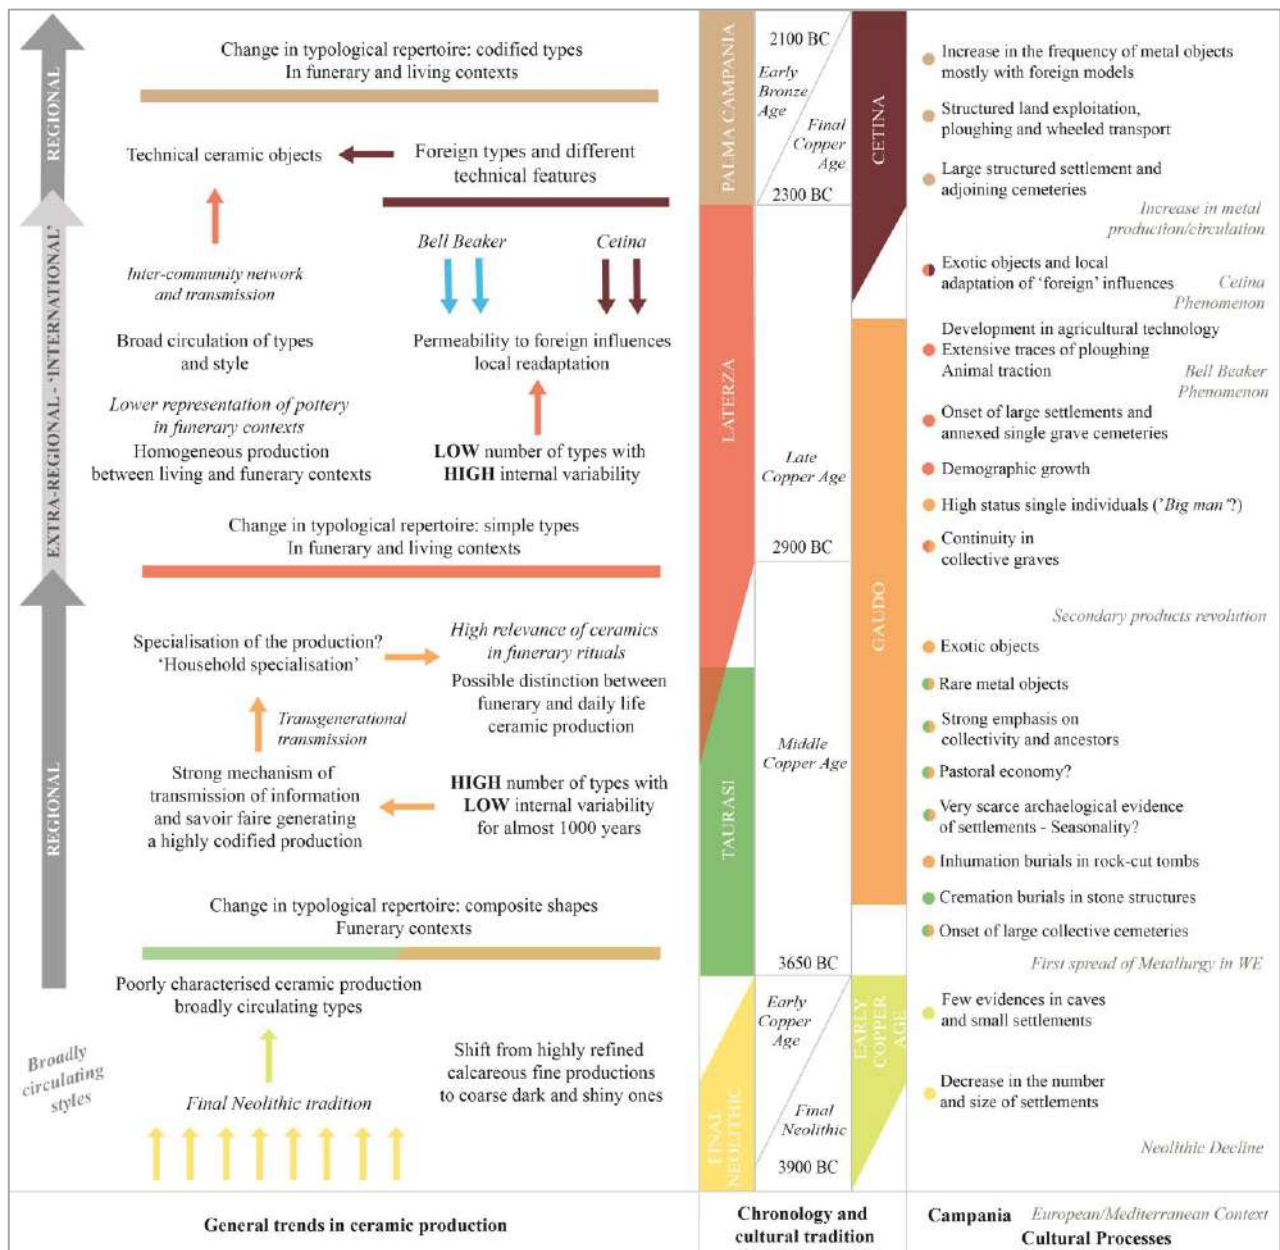 REGIONAL
EXTRA-REGIONAL - 'INTERNATIONAL'
REGIONAL
Broadly
circulating
styles
Change in typological repertoire: codified types
In funerary and living contexts
Technical ceramic objects
Foreign types and different
technical features
Bell Beaker
Cetina
Inter-community network
and transmission
Broad circulation of types
and style
Permeability to foreign influences
local readaptation
Lower representation of pottery
in funerary contexts
Homogeneous production
between living and funerary contexts
LOW number of types with
HIGH internal variability
Change in typological repertoire: simple types
In funerary and living contexts
Specialisation of the production?
'Household specialisation'
High relevance of ceramics
in funerary rituals
Possible distinction between
funerary and daily life
ceramic production
Transgenerational
transmission
Strong mechanism of
transmission of information
and savoir faire generating
a highly codified production
HIGH number of types with
LOW internal variability
for almost 1000 years
Change in typological repertoire: composite shapes
Funerary contexts
Poorly characterised ceramic production
broadly circulating types
Shift from highly refined
calcareous fine productions
to coarse dark and shiny ones
Final Neolithic tradition
General trends in ceramic production
PALMA CAMPANIA
LATERZA
TAURASI
FINAL
NEOLITHIC
2100 BC
Early
Bronze
Age
Final
Copper
Age
2300 BC
Late
Copper Age
2900 BC
Middle
Copper Age
3650 BC
Early
Copper
Age
Final
Neolithic
3900 BC
CETINA
GAUDO
EARLY
COPPER
AGE
Chronology and
cultural tradition
Increase in the frequency of metal objects
mostly with foreign models
Structured land exploitation,
ploughing and wheeled transport
Large structured settlement and
adjoining cemeteries
Increase in metal
production/circulation
Exotic objects and local
adaptation of 'foreign' influences
Cetina
Phenomenon
Development in agricultural technology
Extensive traces of ploughing
Animal traction
Bell Beaker
Phenomenon
Onset of large settlements and
annexed single grave cemeteries
Demographic growth
High status single individuals ('Big man'?)
Continuity in
collective graves
Secondary products revolution
Exotic objects
Rare metal objects
Strong emphasis on
collectivity and ancestors
Pastoral economy?
Very scarce archaelogical evidence
of settlements - Seasonality?
Inhumation burials in rock-cut tombs
Cremation burials in stone structures
Onset of large collective cemeteries
First spread of Metallurgy in WE
Few evidences in caves
and small settlements
Decrease in the number
and size of settlements
Neolithic Decline
Campania European/Mediterranean Context
Cultural Processes